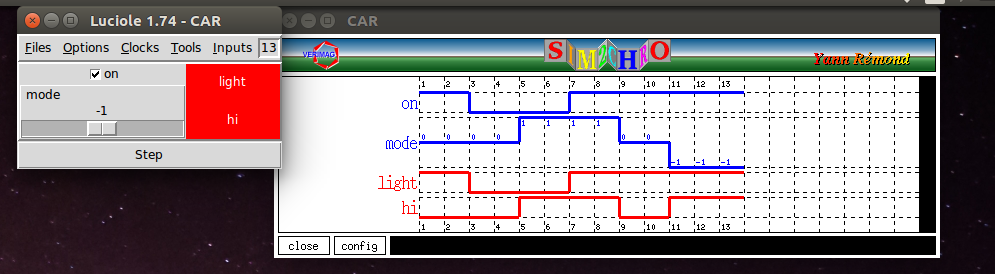 Luciole 1.74 - CAR
CAR
Files Options Clocks Tools Inputs 13
on
light
mode
-1
hi
Step
VERIMAG
SIMECHRO
Yann Rémond
1 2 3 4 5 6 7 8 9 10 11 12 13
on
1 1 1 1
mode 0 0 0 0 0 0
-1 -1 -1
light
hi
1 2 3 4 5 6 7 8 9 10 11 12 13
close config